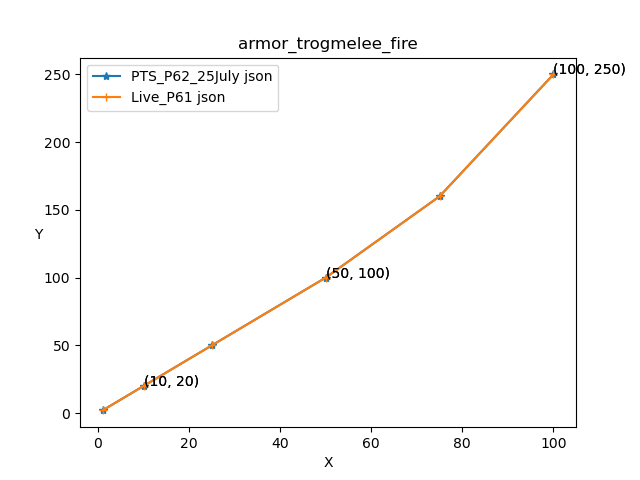 armor_trogmelee_fire
PTS_P62_25July json
Live_P61 json
(100, 250)
(50, 100)
(10, 20)
250
200
150
100
50
0
Y
0 20 40 60 80 100
X